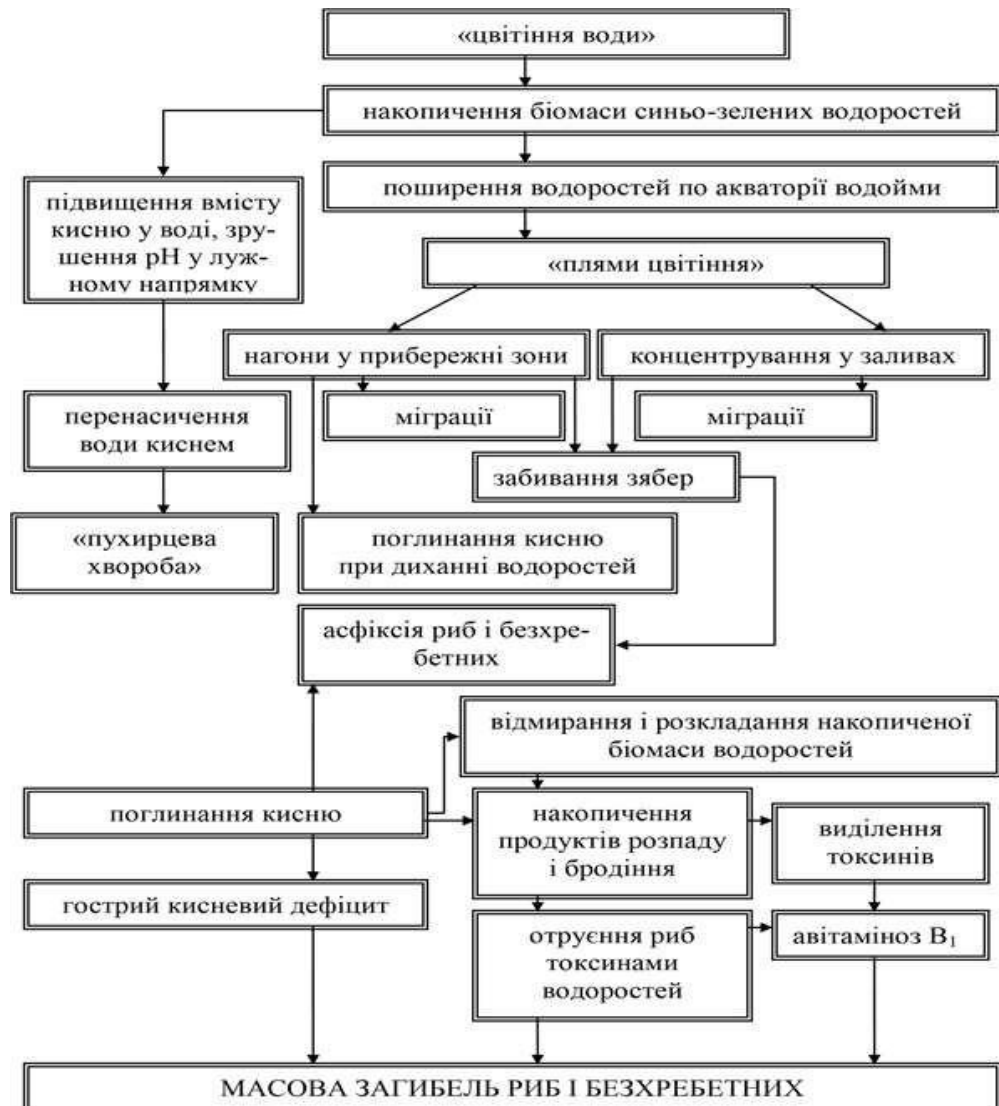 «цвітіння води»
накопичення біомаси синьо-зелених водоростей
поширення водоростей по акваторії водойми
підвищення вмісту
кисню у воді, зру-
шення рН у луж-
ному напрямку
«плями цвітіння»
нагони у прибережні зони
концентрування у заливах
міграції
міграції
перенасичення
води киснем
забивання зябер
«пухирцева
хвороба»
поглинання кисню
при диханні водоростей
асфіксія риб і безхре-
бетних
відмирання і розкладання накопиченої
біомаси водоростей
поглинання кисню
накопичення
продуктів розпаду
і бродіння
виділення
токсинів
гострий кисневий дефіцит
отруєння риб
токсинами
водоростей
авітаміноз В₁
МАСОВА ЗАГИБЕЛЬ РИБ І БЕЗХРЕБЕТНИХ